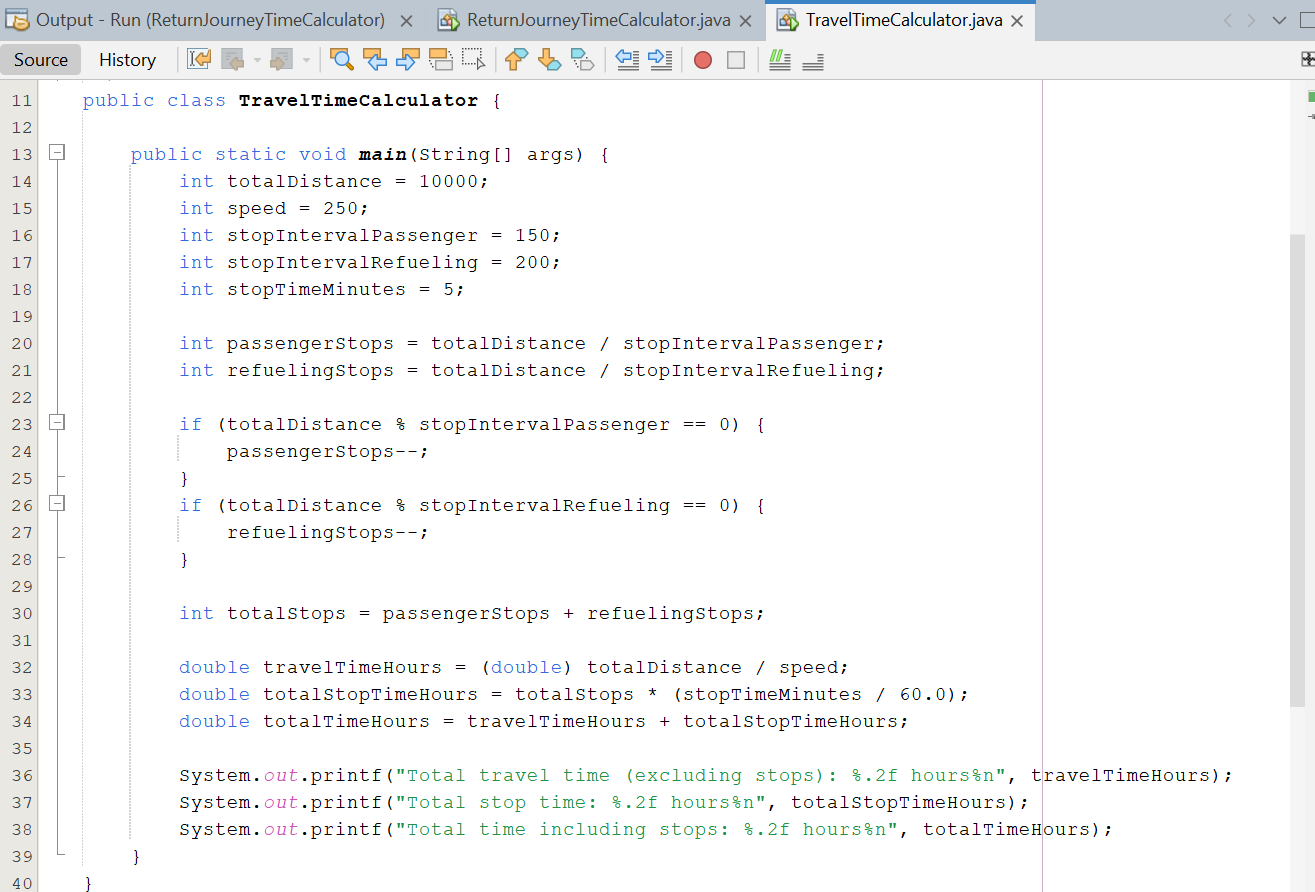 Output - Run (ReturnJourneyTimeCalculator) ReturnJourneyTimeCalculator.java TravelTimeCalculator.java
Source History
11 public class TravelTimeCalculator {
12
13 public static void main(String[] args) {
14 int totalDistance = 10000;
15 int speed = 250;
16 int stopIntervalPassenger = 150;
17 int stopIntervalRefueling = 200;
18 int stopTimeMinutes = 5;
19
20 int passengerStops = totalDistance / stopIntervalPassenger;
21 int refuelingStops = totalDistance / stopIntervalRefueling;
22
23 if (totalDistance % stopIntervalPassenger == 0) {
24 passengerStops--;
25 }
26 if (totalDistance % stopIntervalRefueling == 0) {
27 refuelingStops--;
28 }
29
30 int totalStops = passengerStops + refuelingStops;
31
32 double travelTimeHours = (double) totalDistance / speed;
33 double totalStopTimeHours = totalStops * (stopTimeMinutes / 60.0);
34 double totalTimeHours = travelTimeHours + totalStopTimeHours;
35
36 System.out.printf("Total travel time (excluding stops): %.2f hours%n", travelTimeHours);
37 System.out.printf("Total stop time: %.2f hours%n", totalStopTimeHours);
38 System.out.printf("Total time including stops: %.2f hours%n", totalTimeHours);
39 }
40 }